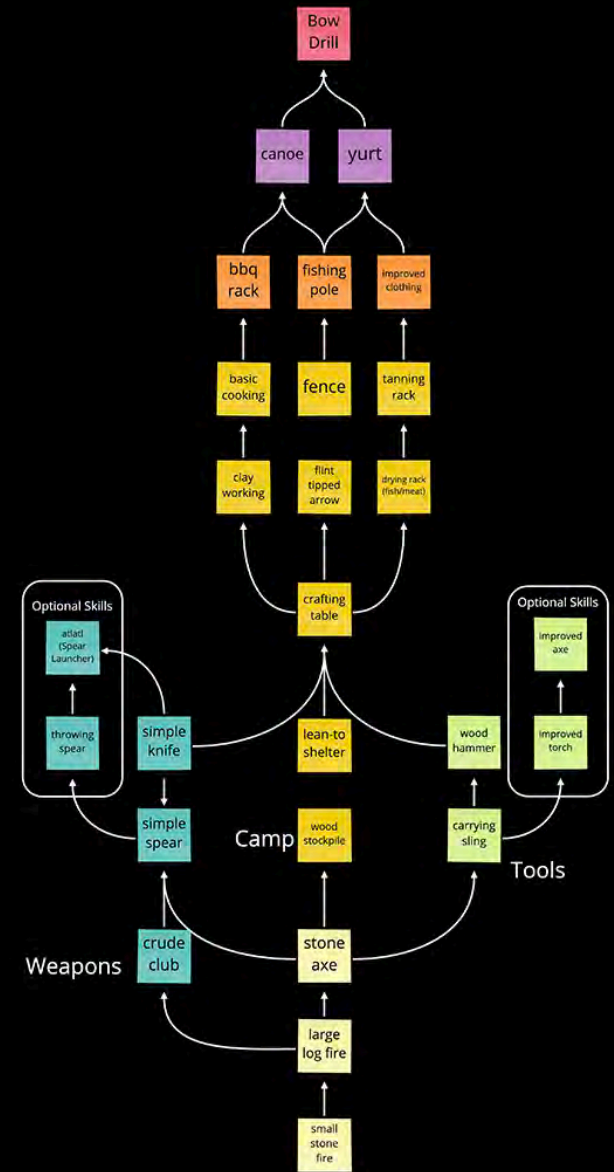 Bow
Drill
canoe
yurt
bbq
rack
fishing
pole
improved
clothing
basic
cooking
fence
tanning
rack
clay
working
flint
tipped
arrow
drying rack
(fish/meat)
crafting
table
Optional Skills
atlatl
(Spear
Launcher)
throwing
spear
Optional Skills
improved
axe
improved
torch
simple
knife
lean-to
shelter
wood
hammer
simple
spear
Camp
wood
stockpile
carrying
sling
Tools
Weapons
crude
club
stone
axe
large
log fire
small
stone
fire